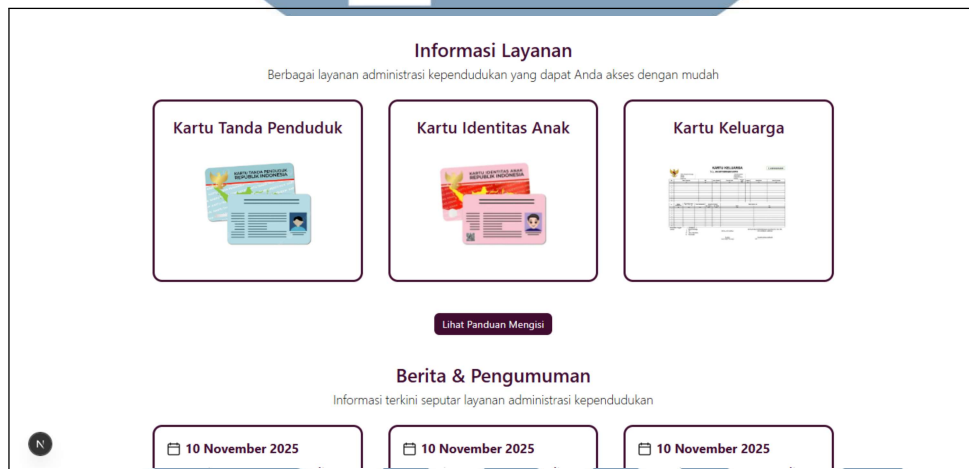 Informasi Layanan
Berbagai layanan administrasi kependudukan yang dapat Anda akses dengan mudah
Kartu Tanda Penduduk
Kartu Identitas Anak
Kartu Keluarga
KARTU TANDA PENDUDUK
REPUBLIK INDONESIA
KARTU IDENTITAS ANAK
REPUBLIK INDONESIA
KARTU KELUARGA
Lihat Panduan Mengisi
Berita & Pengumuman
Informasi terkini seputar layanan administrasi kependudukan
10 November 2025
10 November 2025
10 November 2025
N